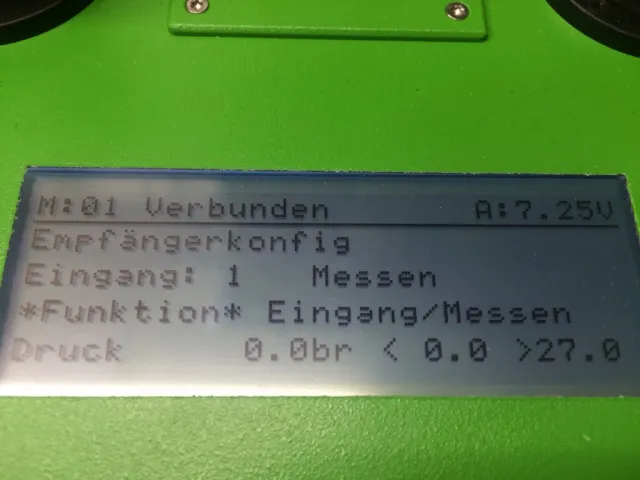 M:01 Verbunden A:7.25V
Empfängerkonfig
Eingang: 1 Messen
*Funktion* Eingang/Messen
Druck 0.0br < 0.0 >27.0